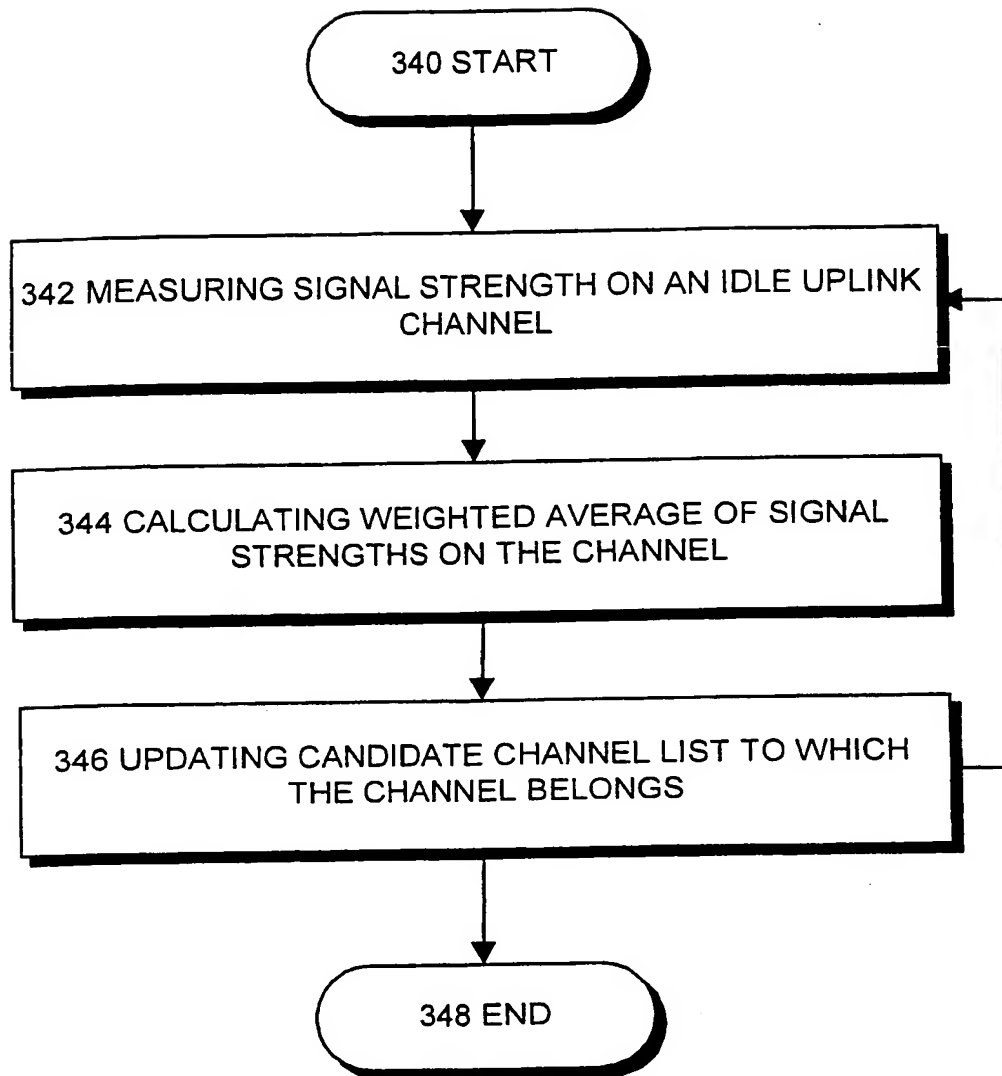 340 START
342 MEASURING SIGNAL STRENGTH ON AN IDLE UPLINK
CHANNEL
344 CALCULATING WEIGHTED AVERAGE OF SIGNAL
STRENGTHS ON THE CHANNEL
346 UPDATING CANDIDATE CHANNEL LIST TO WHICH
THE CHANNEL BELONGS
348 END